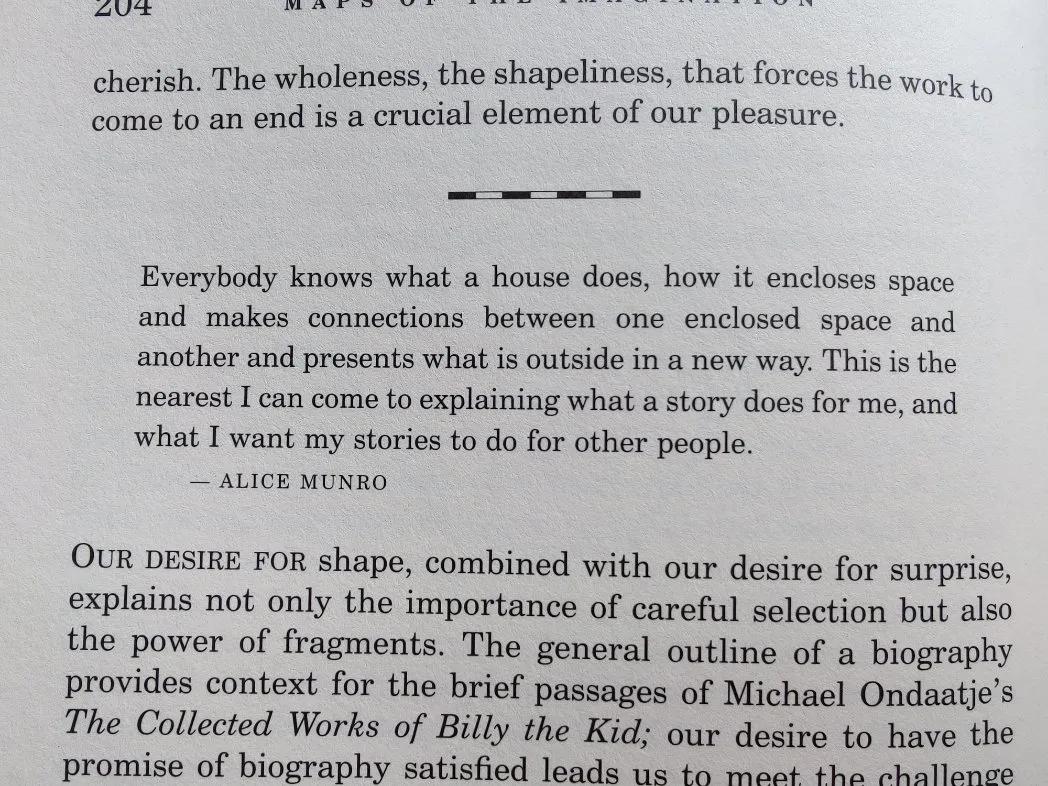 204 MAPS OF THE IMAGINATION
cherish. The wholeness, the shapeliness, that forces the work to
come to an end is a crucial element of our pleasure.
Everybody knows what a house does, how it encloses space
and makes connections between one enclosed space and
another and presents what is outside in a new way. This is the
nearest I can come to explaining what a story does for me, and
what I want my stories to do for other people.
— ALICE MUNRO
OUR DESIRE FOR shape, combined with our desire for surprise,
explains not only the importance of careful selection but also
the power of fragments. The general outline of a biography
provides context for the brief passages of Michael Ondaatje's
The Collected Works of Billy the Kid; our desire to have the
promise of biography satisfied leads us to meet the challenge